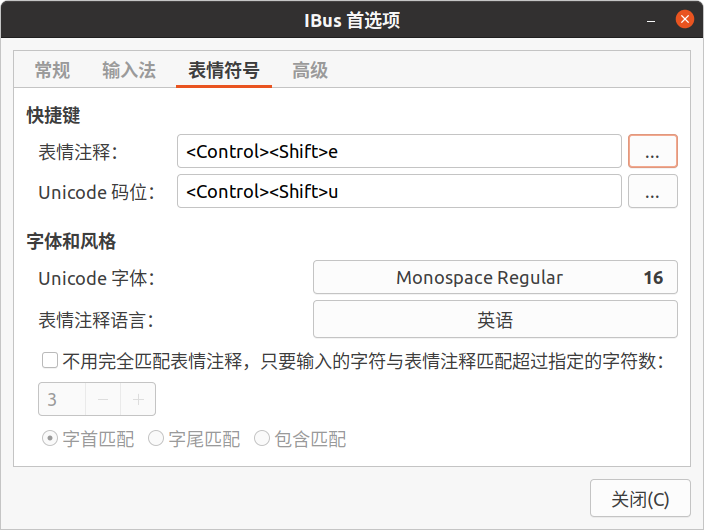 IBus 首选项
常规 输入法 表情符号 高级
快捷键
表情注释： <Control><Shift>e ...
Unicode 码位： <Control><Shift>u ...
字体和风格
Unicode 字体： Monospace Regular 16
表情注释语言： 英语
不用完全匹配表情注释，只要输入的字符与表情注释匹配超过指定的字符数：
3 − +
字首匹配 字尾匹配 包含匹配
关闭(C)